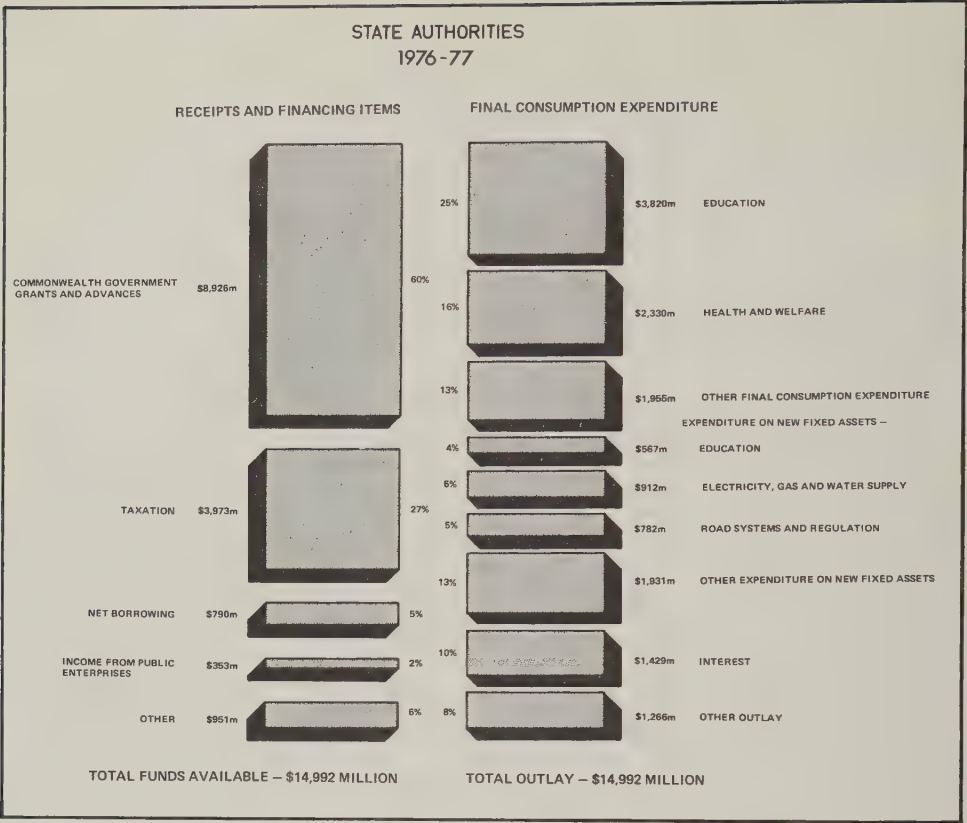 STATE AUTHORITIES
1976-77
RECEIPTS AND FINANCING ITEMS
COMMONWEALTH GOVERNMENT
GRANTS AND ADVANCES
$8,926m
60%
TAXATION
$3,973m
27%
NET BORROWING
$790m
5%
INCOME FROM PUBLIC
ENTERPRISES
$353m
2%
OTHER
$951m
6%
TOTAL FUNDS AVAILABLE – $14,992 MILLION
FINAL CONSUMPTION EXPENDITURE
25%
$3,820m
EDUCATION
16%
$2,330m
HEALTH AND WELFARE
13%
$1,955m
OTHER FINAL CONSUMPTION EXPENDITURE
EXPENDITURE ON NEW FIXED ASSETS –
4%
$567m
EDUCATION
6%
$912m
ELECTRICITY, GAS AND WATER SUPPLY
5%
$782m
ROAD SYSTEMS AND REGULATION
13%
$1,931m
OTHER EXPENDITURE ON NEW FIXED ASSETS
10%
$1,429m
INTEREST
8%
$1,266m
OTHER OUTLAY
TOTAL OUTLAY – $14,992 MILLION